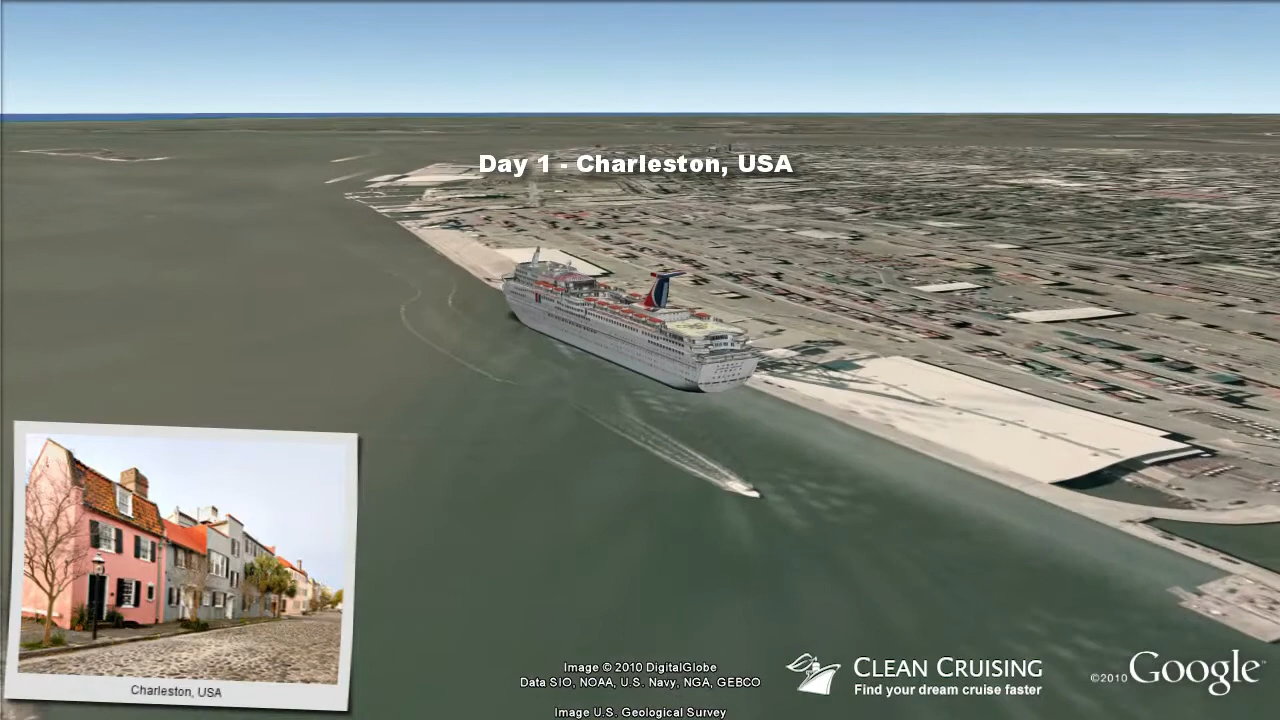 Day 1 - Charleston, USA
Charleston, USA
Image © 2010 DigitalGlobe
Data SIO, NOAA, U.S. Navy, NGA, GEBCO
Image U.S. Geological Survey
CLEAN CRUISING
Find your dream cruise faster
©2010 Google™